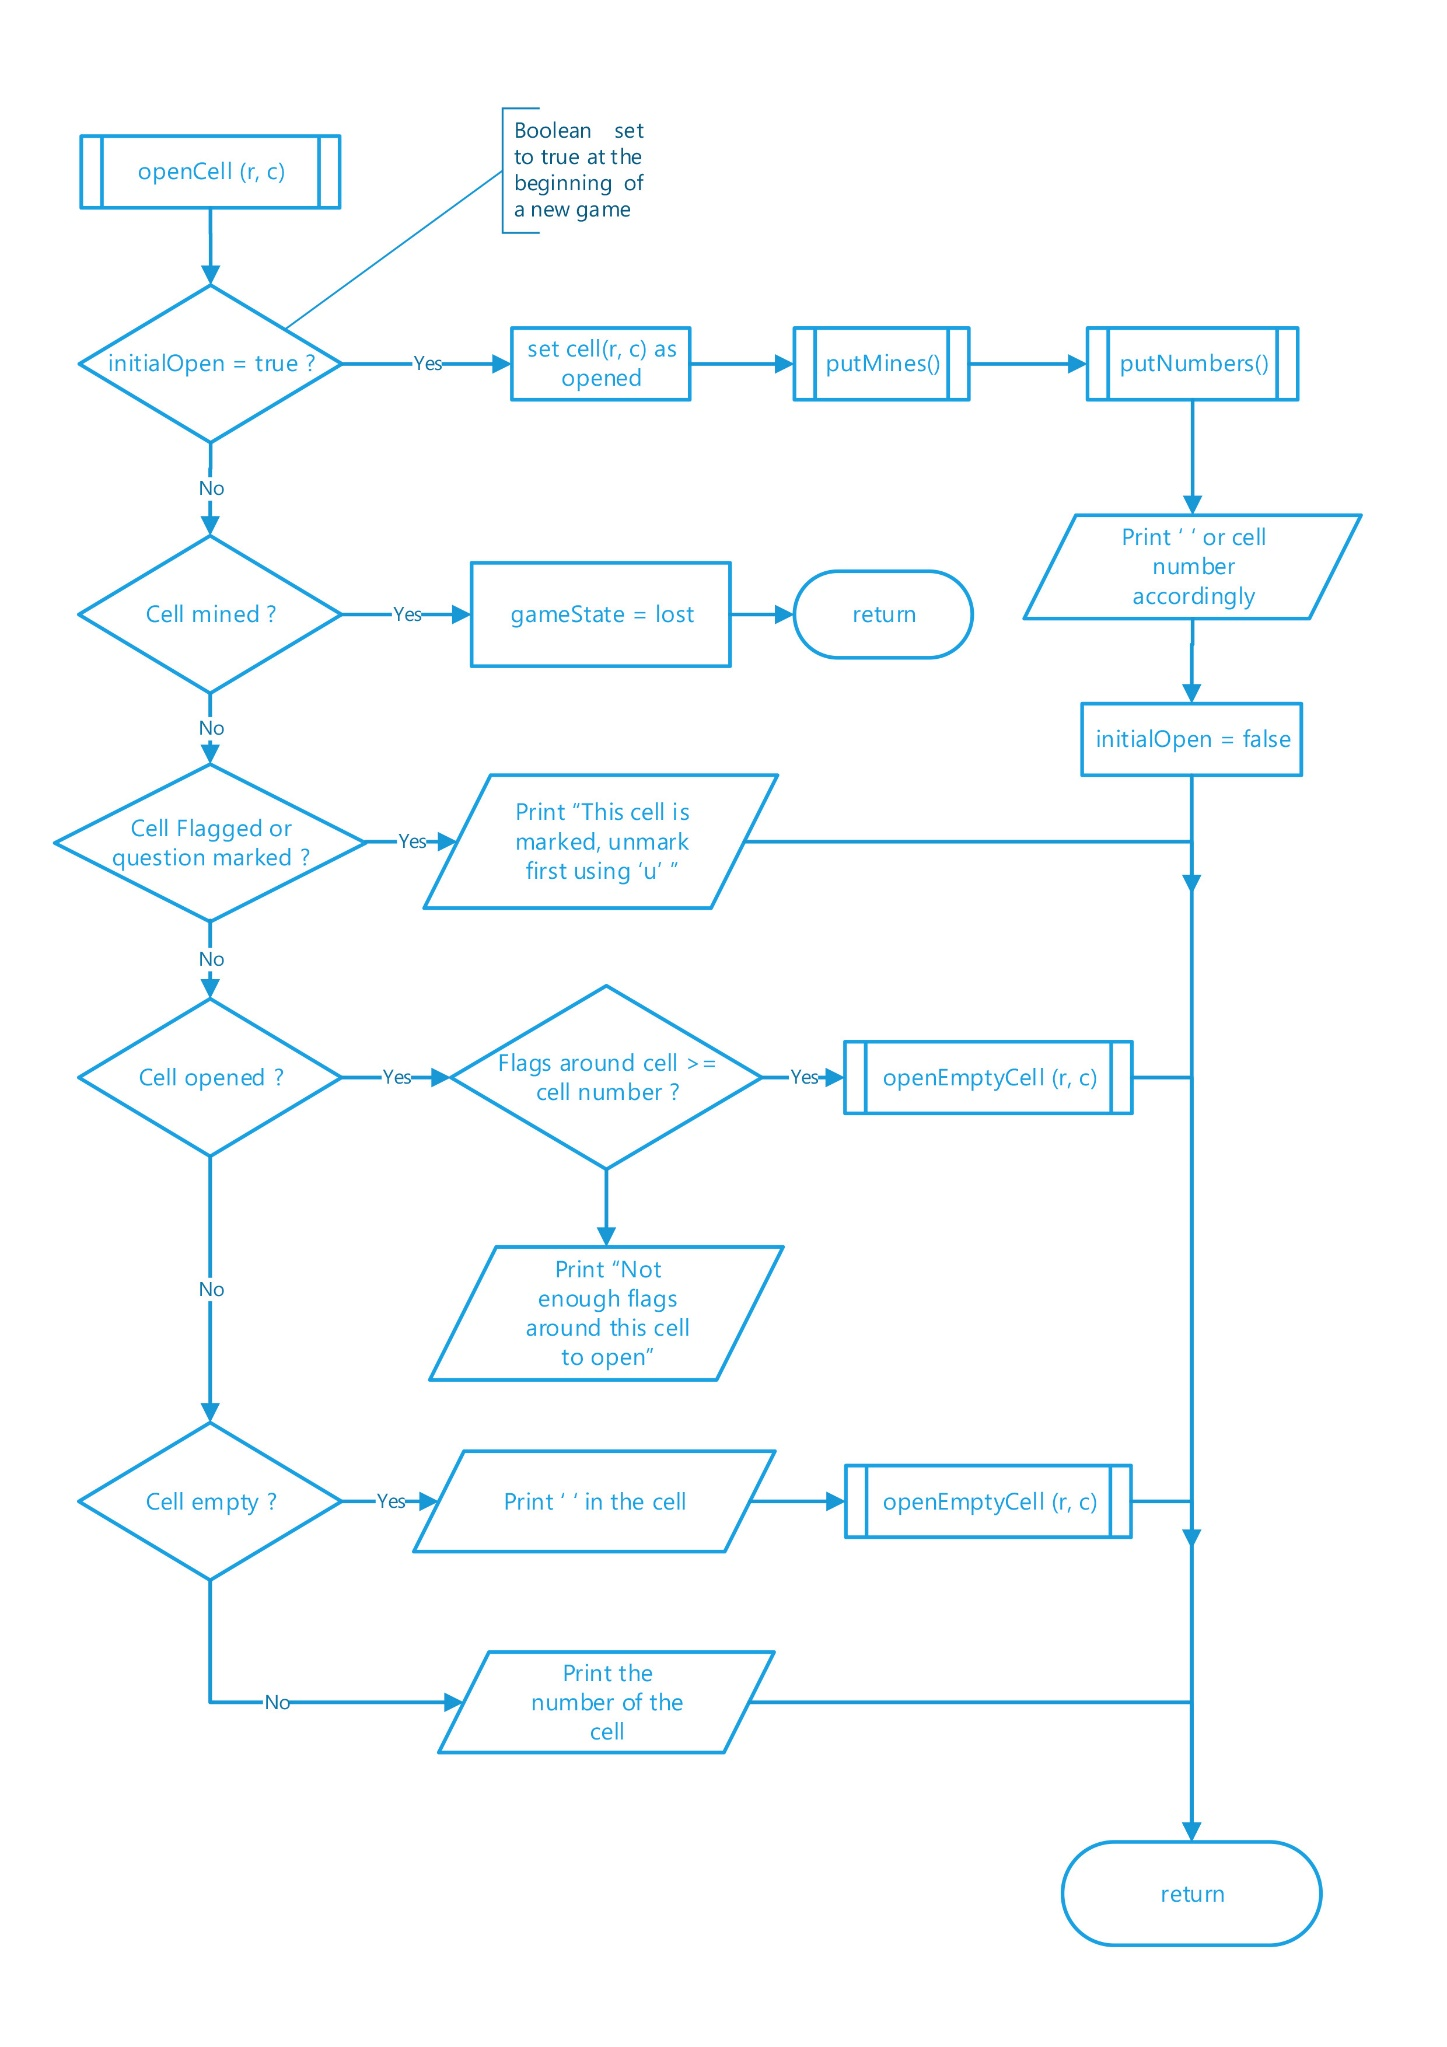 Boolean set
to true at the
beginning of
a new game
openCell (r, c)
initialOpen = true ?
Yes
set cell(r, c) as
opened
putMines()
putNumbers()
No
Print ‘ ‘ or cell
number
accordingly
Cell mined ?
Yes
gameState = lost
return
No
initialOpen = false
Cell Flagged or
question marked ?
Yes
Print “This cell is
marked, unmark
first using ‘u’ ”
No
Cell opened ?
Yes
Flags around cell >=
cell number ?
Yes
openEmptyCell (r, c)
No
Print “Not
enough flags
around this cell
to open”
Cell empty ?
Yes
Print ‘ ‘ in the cell
openEmptyCell (r, c)
No
Print the
number of the
cell
return